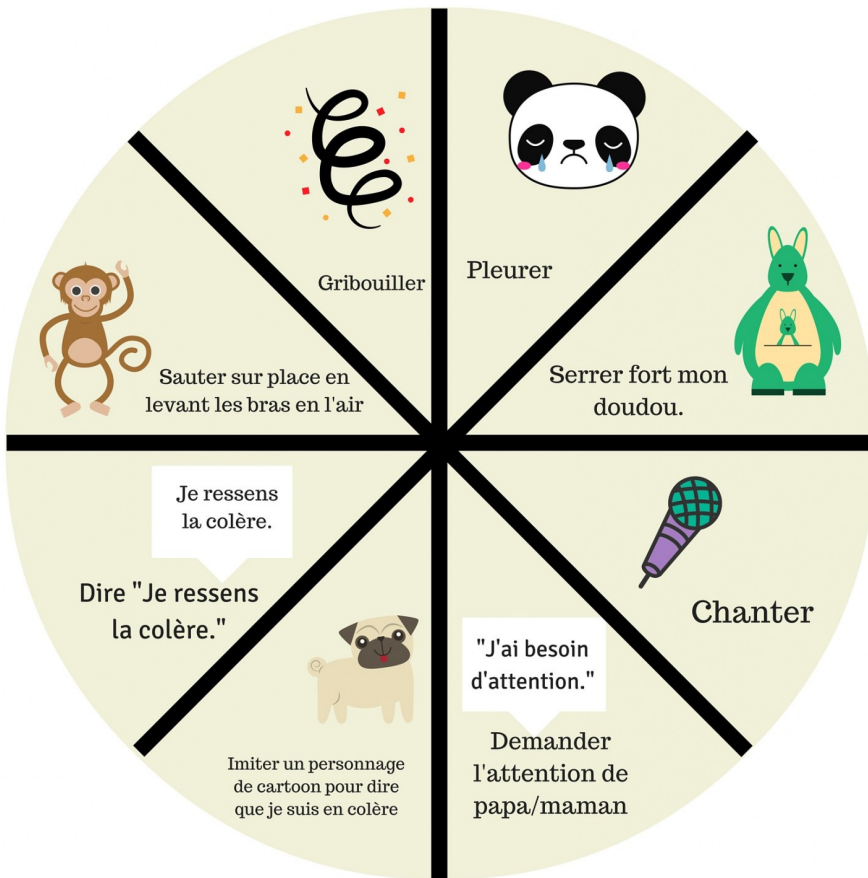 Gribouiller
Pleurer
Serrer fort mon
doudou.
Chanter
"J'ai besoin
d'attention."
Demander
l'attention de
papa/maman
Imiter un personnage
de cartoon pour dire
que je suis en colère
Je ressens
la colère.
Dire "Je ressens
la colère."
Sauter sur place en
levant les bras en l'air